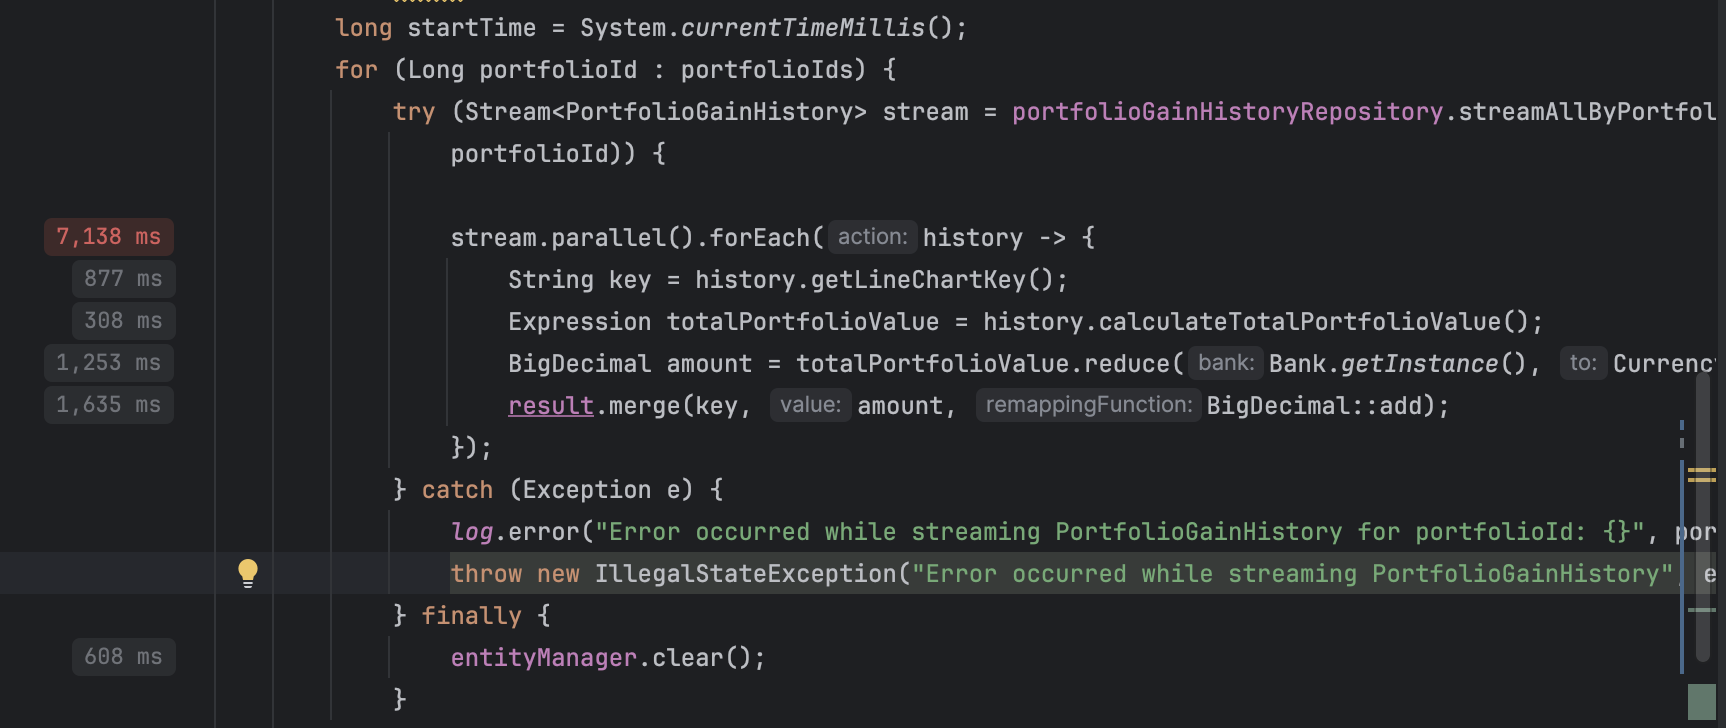 long startTime = System.currentTimeMillis();
for (Long portfolioId : portfolioIds) {
try (Stream<PortfolioGainHistory> stream = portfolioGainHistoryRepository.streamAllByPortfol
portfolioId)) {
7,138 ms stream.parallel().forEach( action: history -> {
877 ms String key = history.getLineChartKey();
308 ms Expression totalPortfolioValue = history.calculateTotalPortfolioValue();
1,253 ms BigDecimal amount = totalPortfolioValue.reduce( bank: Bank.getInstance(), to: Currenc
1,635 ms result.merge(key, value: amount, remappingFunction: BigDecimal::add);
});
} catch (Exception e) {
log.error("Error occurred while streaming PortfolioGainHistory for portfolioId: {}", por
throw new IllegalStateException("Error occurred while streaming PortfolioGainHistory", e
} finally {
608 ms entityManager.clear();
}